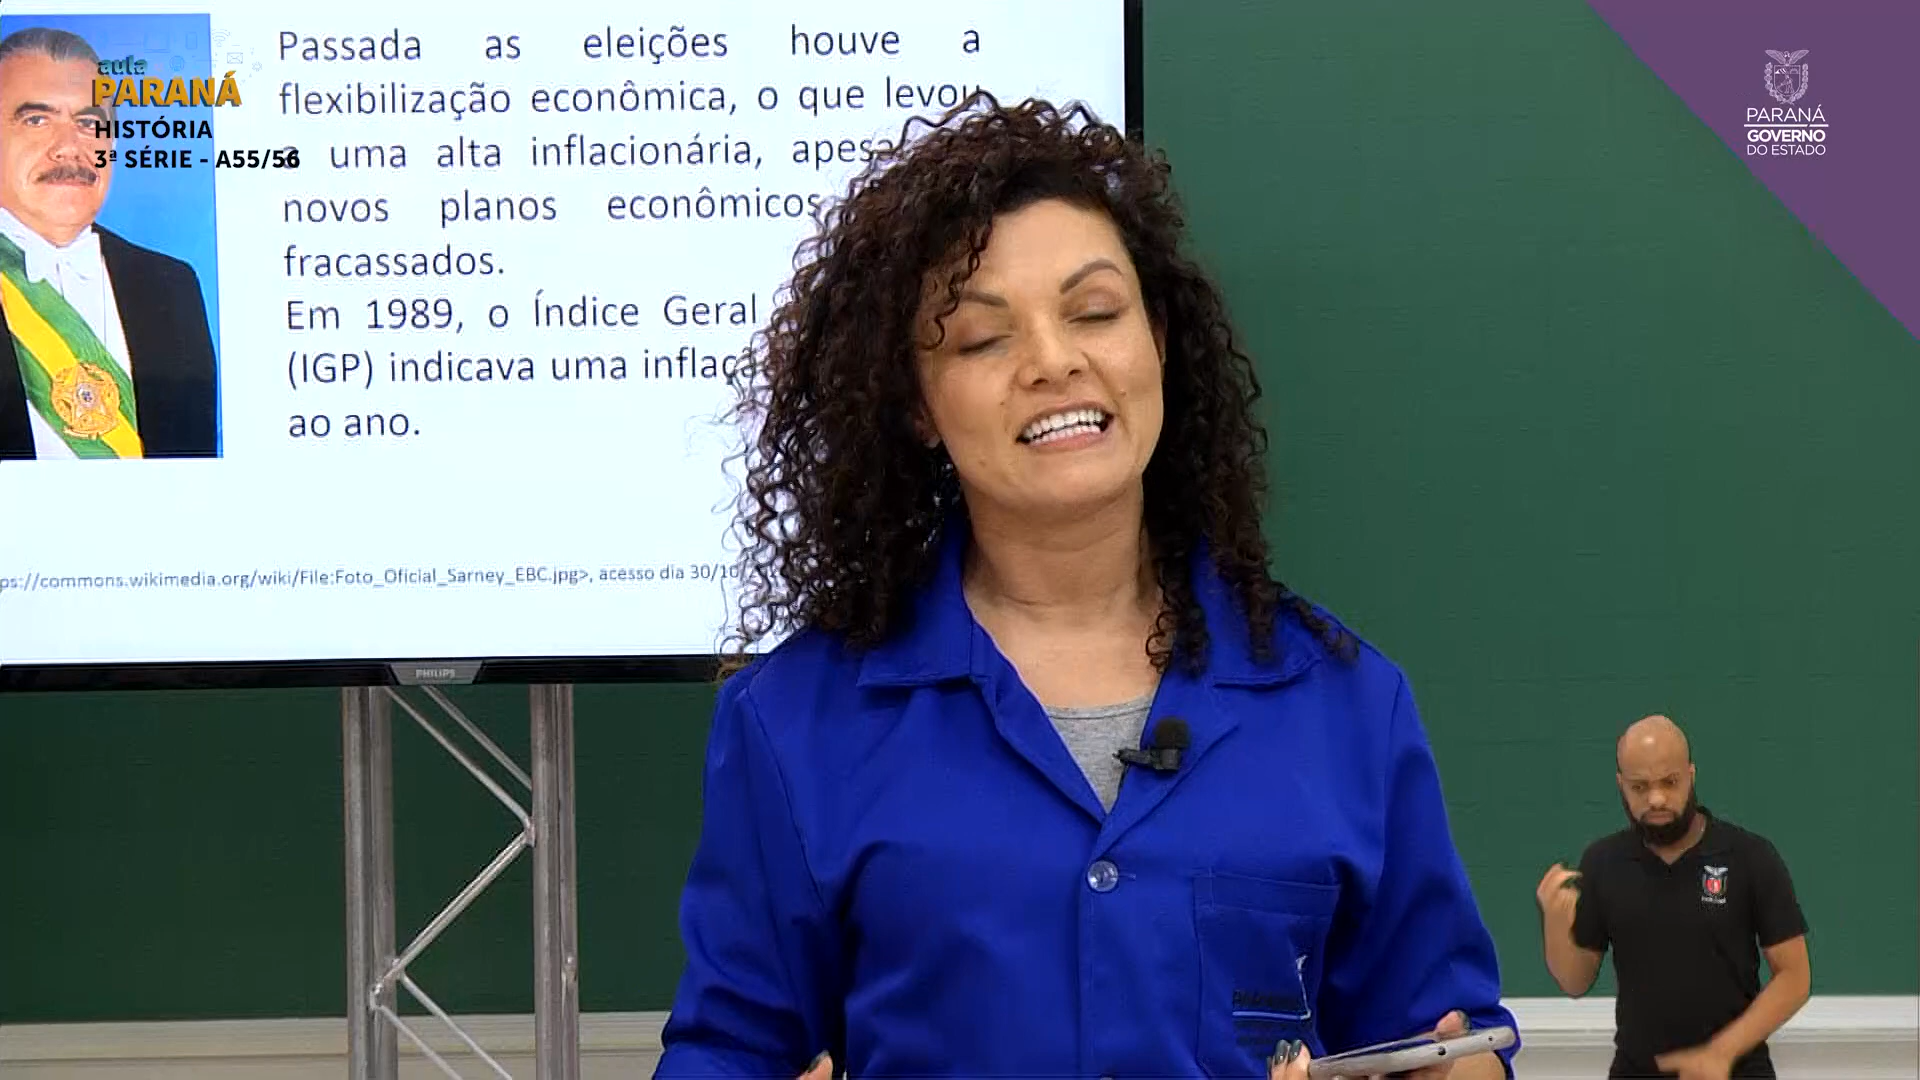 aula
PARANÁ
HISTÓRIA
3ª SÉRIE - A55/56
Passada as eleições houve a
flexibilização econômica, o que levou
a uma alta inflacionária,
novos planos econômicos
fracassados.
Em 1989, o Índice Geral
(IGP) indicava uma inflação
ao ano.
ps://commons.wikimedia.org/wiki/File:Foto_Oficial_Sarney_EBC.jpg>, acesso dia 30/10/
PHILIPS
PARANÁ
GOVERNO
DO ESTADO